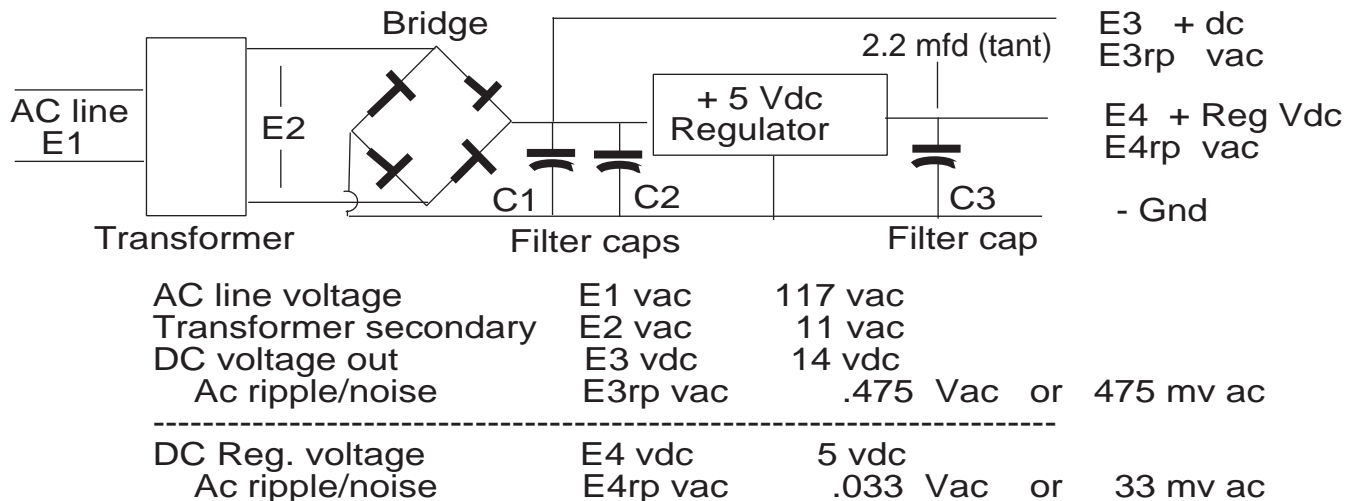 Bridge
E3 + dc
2.2 mfd (tant)
E3rp vac
AC line
E1
E2
+ 5 Vdc
Regulator
E4 + Reg Vdc
E4rp vac
C1
C2
C3
- Gnd
Transformer
Filter caps
Filter cap
AC line voltage E1 vac 117 vac
Transformer secondary E2 vac 11 vac
DC voltage out E3 vdc 14 vdc
Ac ripple/noise E3rp vac .475 Vac or 475 mv ac
--------------------------------------------------------------------------
DC Reg. voltage E4 vdc 5 vdc
Ac ripple/noise E4rp vac .033 Vac or 33 mv ac